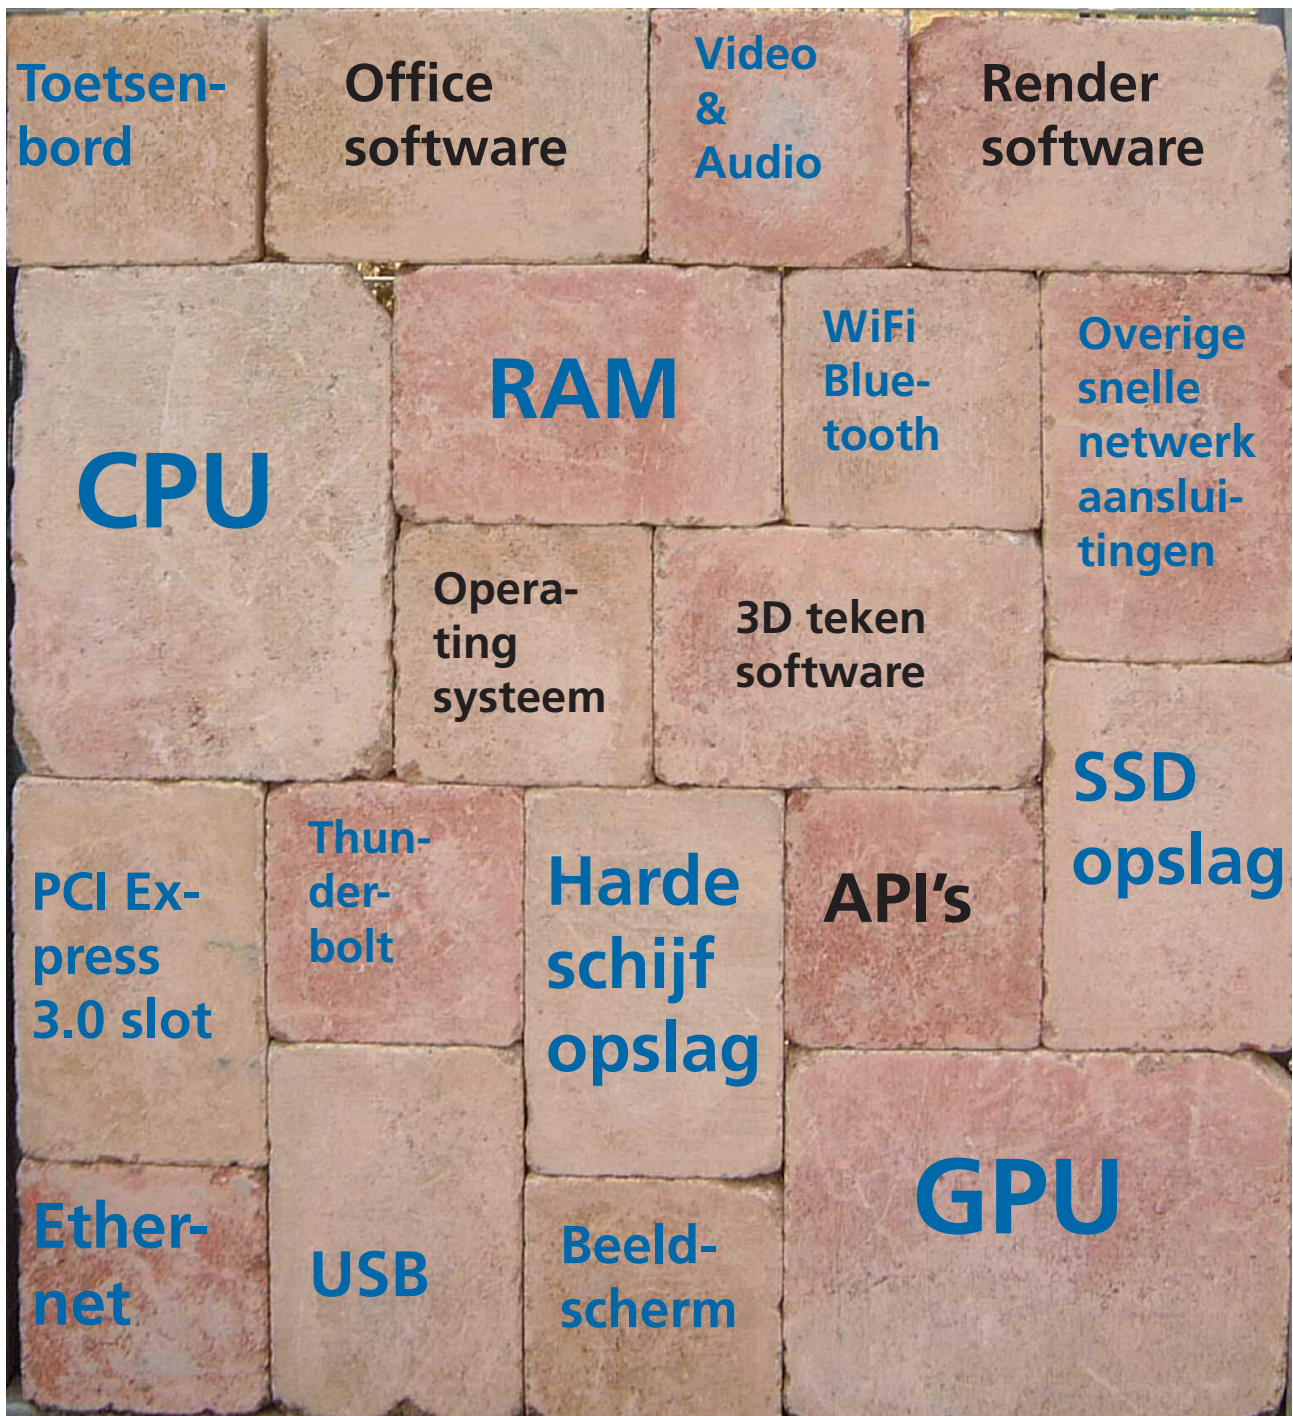 Toetsen-
bord
Office
software
Video
&
Audio
Render
software
CPU
RAM
WiFi
Blue-
tooth
Overige
snelle
netwerk
aanslui-
tingen
Opera-
ting
systeem
3D teken
software
SSD
opslag
PCI Ex-
press
3.0 slot
Thun-
der-
bolt
Harde
schijf
opslag
API’s
GPU
Ether-
net
USB
Beeld-
scherm